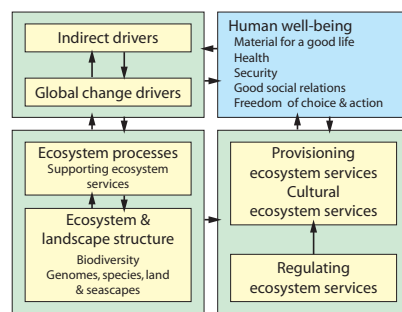 Indirect drivers
Global change drivers
Human well-being
Material for a good life
Health
Security
Good social relations
Freedom of choice & action
Ecosystem processes
Supporting ecosystem
services
Ecosystem &
landscape structure
Biodiversity
Genomes, species, land
& seascapes
Provisioning
ecosystem services
Cultural
ecosystem services
Regulating
ecosystem services